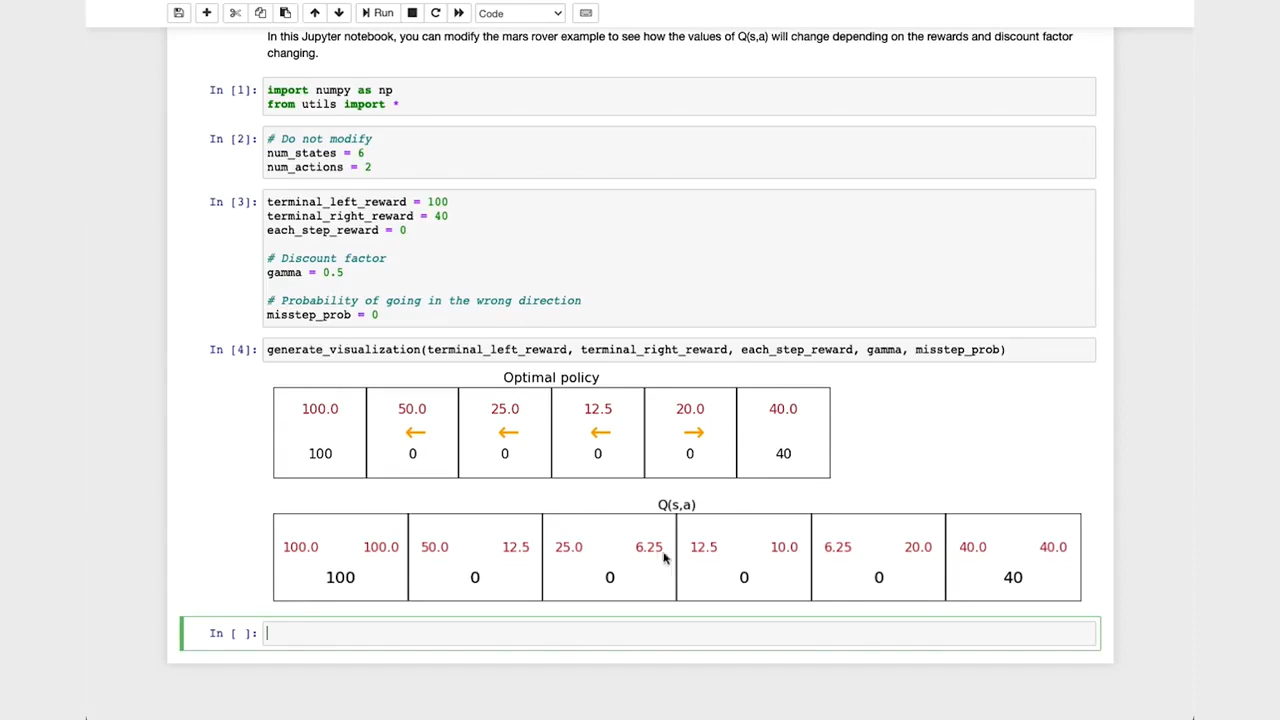 Run Code
In this Jupyter notebook, you can modify the mars rover example to see how the values of Q(s,a) will change depending on the rewards and discount factor
changing.
In [1]: import numpy as np
from utils import *
In [2]: # Do not modify
num_states = 6
num_actions = 2
In [3]: terminal_left_reward = 100
terminal_right_reward = 40
each_step_reward = 0
# Discount factor
gamma = 0.5
# Probability of going in the wrong direction
misstep_prob = 0
In [4]: generate_visualization(terminal_left_reward, terminal_right_reward, each_step_reward, gamma, misstep_prob)
Optimal policy
100.0 50.0 25.0 12.5 20.0 40.0
← ← ← →
100 0 0 0 0 40
Q(s,a)
100.0 100.0 50.0 12.5 25.0 6.25 12.5 10.0 6.25 20.0 40.0 40.0
100 0 0 0 0 40
In [ ]: